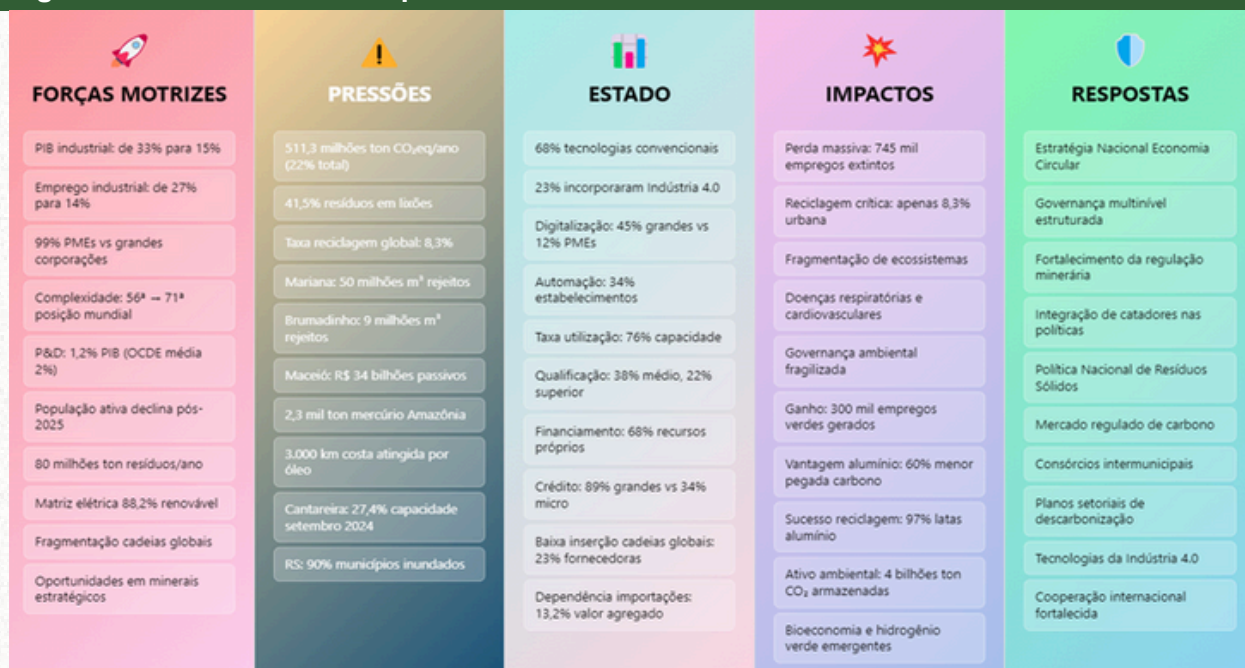 FORÇAS MOTRIZES
PIB industrial: de 33% para 15%
Emprego industrial: de 27%
para 14%
99% PMEs vs grandes
corporações
Complexidade: 56ª → 71ª
posição mundial
P&D: 1,2% PIB (OCDE média
2%)
População ativa declina pós-
2025
80 milhões ton resíduos/ano
Matriz elétrica 88,2% renovável
Fragmentação cadeias globais
Oportunidades em minerais
estratégicos
PRESSÕES
511,3 milhões ton CO₂eq/ano
(22% total)
41,5% resíduos em lixões
Taxa reciclagem global: 8,3%
Mariana: 50 milhões m³ rejeitos
Brumadinho: 9 milhões m³
rejeitos
Maceió: R$ 34 bilhões passivos
2,3 mil ton mercúrio Amazônia
3.000 km costa atingida por
óleo
Cantareira: 27,4% capacidade
setembro 2024
RS: 90% municípios inundados
ESTADO
68% tecnologias convencionais
23% incorporaram Indústria 4.0
Digitalização: 45% grandes vs
12% PMEs
Automação: 34%
estabelecimentos
Taxa utilização: 76% capacidade
Qualificação: 38% médio, 22%
superior
Financiamento: 68% recursos
próprios
Crédito: 89% grandes vs 34%
micro
Baixa inserção cadeias globais:
23% fornecedoras
Dependência importações:
13,2% valor agregado
IMPACTOS
Perda massiva: 745 mil
empregos extintos
Reciclagem crítica: apenas 8,3%
urbana
Fragmentação de ecossistemas
Doenças respiratórias e
cardiovasculares
Governança ambiental
fragilizada
Ganho: 300 mil empregos
verdes gerados
Vantagem alumínio: 60% menor
pegada carbono
Sucesso reciclagem: 97% latas
alumínio
Ativo ambiental: 4 bilhões ton
CO₂ armazenadas
Bioeconomia e hidrogênio
verde emergentes
RESPOSTAS
Estratégia Nacional Economia
Circular
Governança multinível
estruturada
Fortalecimento da regulação
minerária
Integração de catadores nas
políticas
Política Nacional de Resíduos
Sólidos
Mercado regulado de carbono
Consórcios intermunicipais
Planos setoriais de
descarbonização
Tecnologias da Indústria 4.0
Cooperação internacional
fortalecida